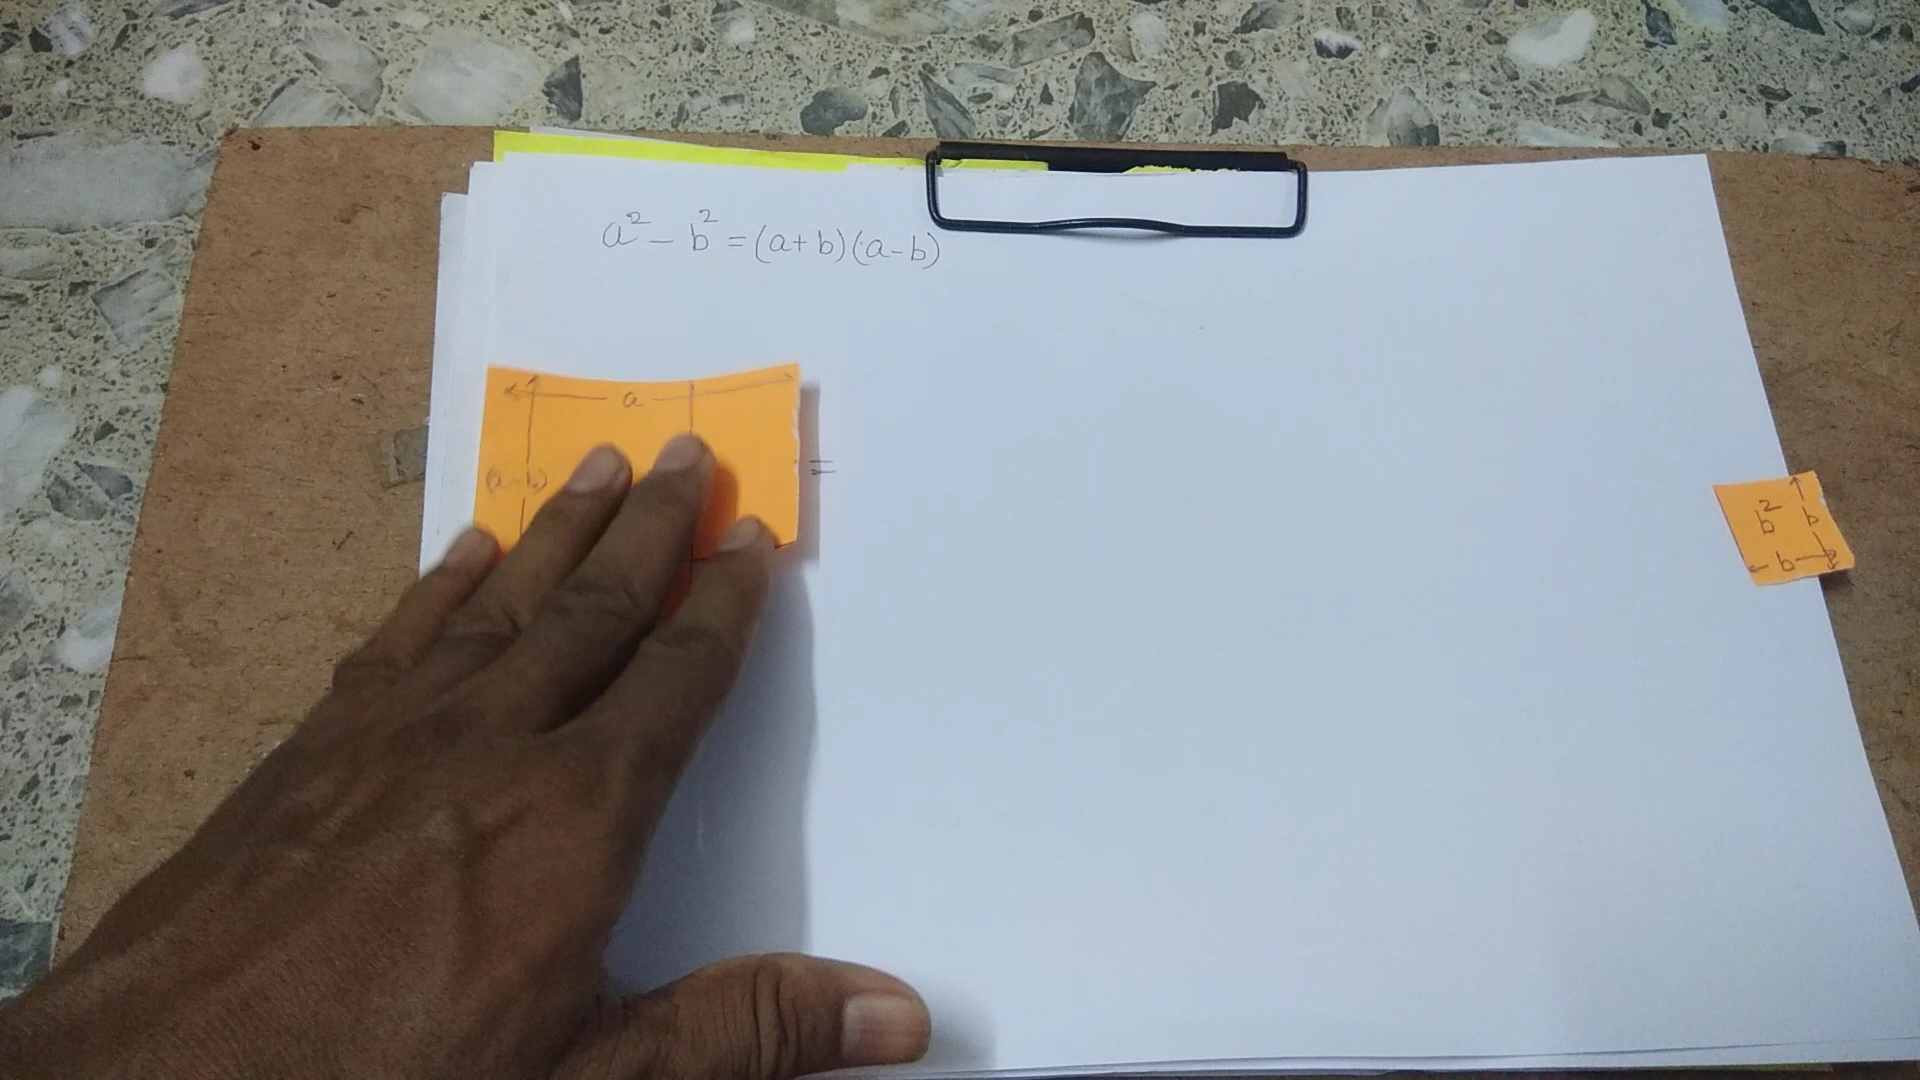 a² - b² = (a+b)(a-b)
a
(a-b)
=
b² b
b